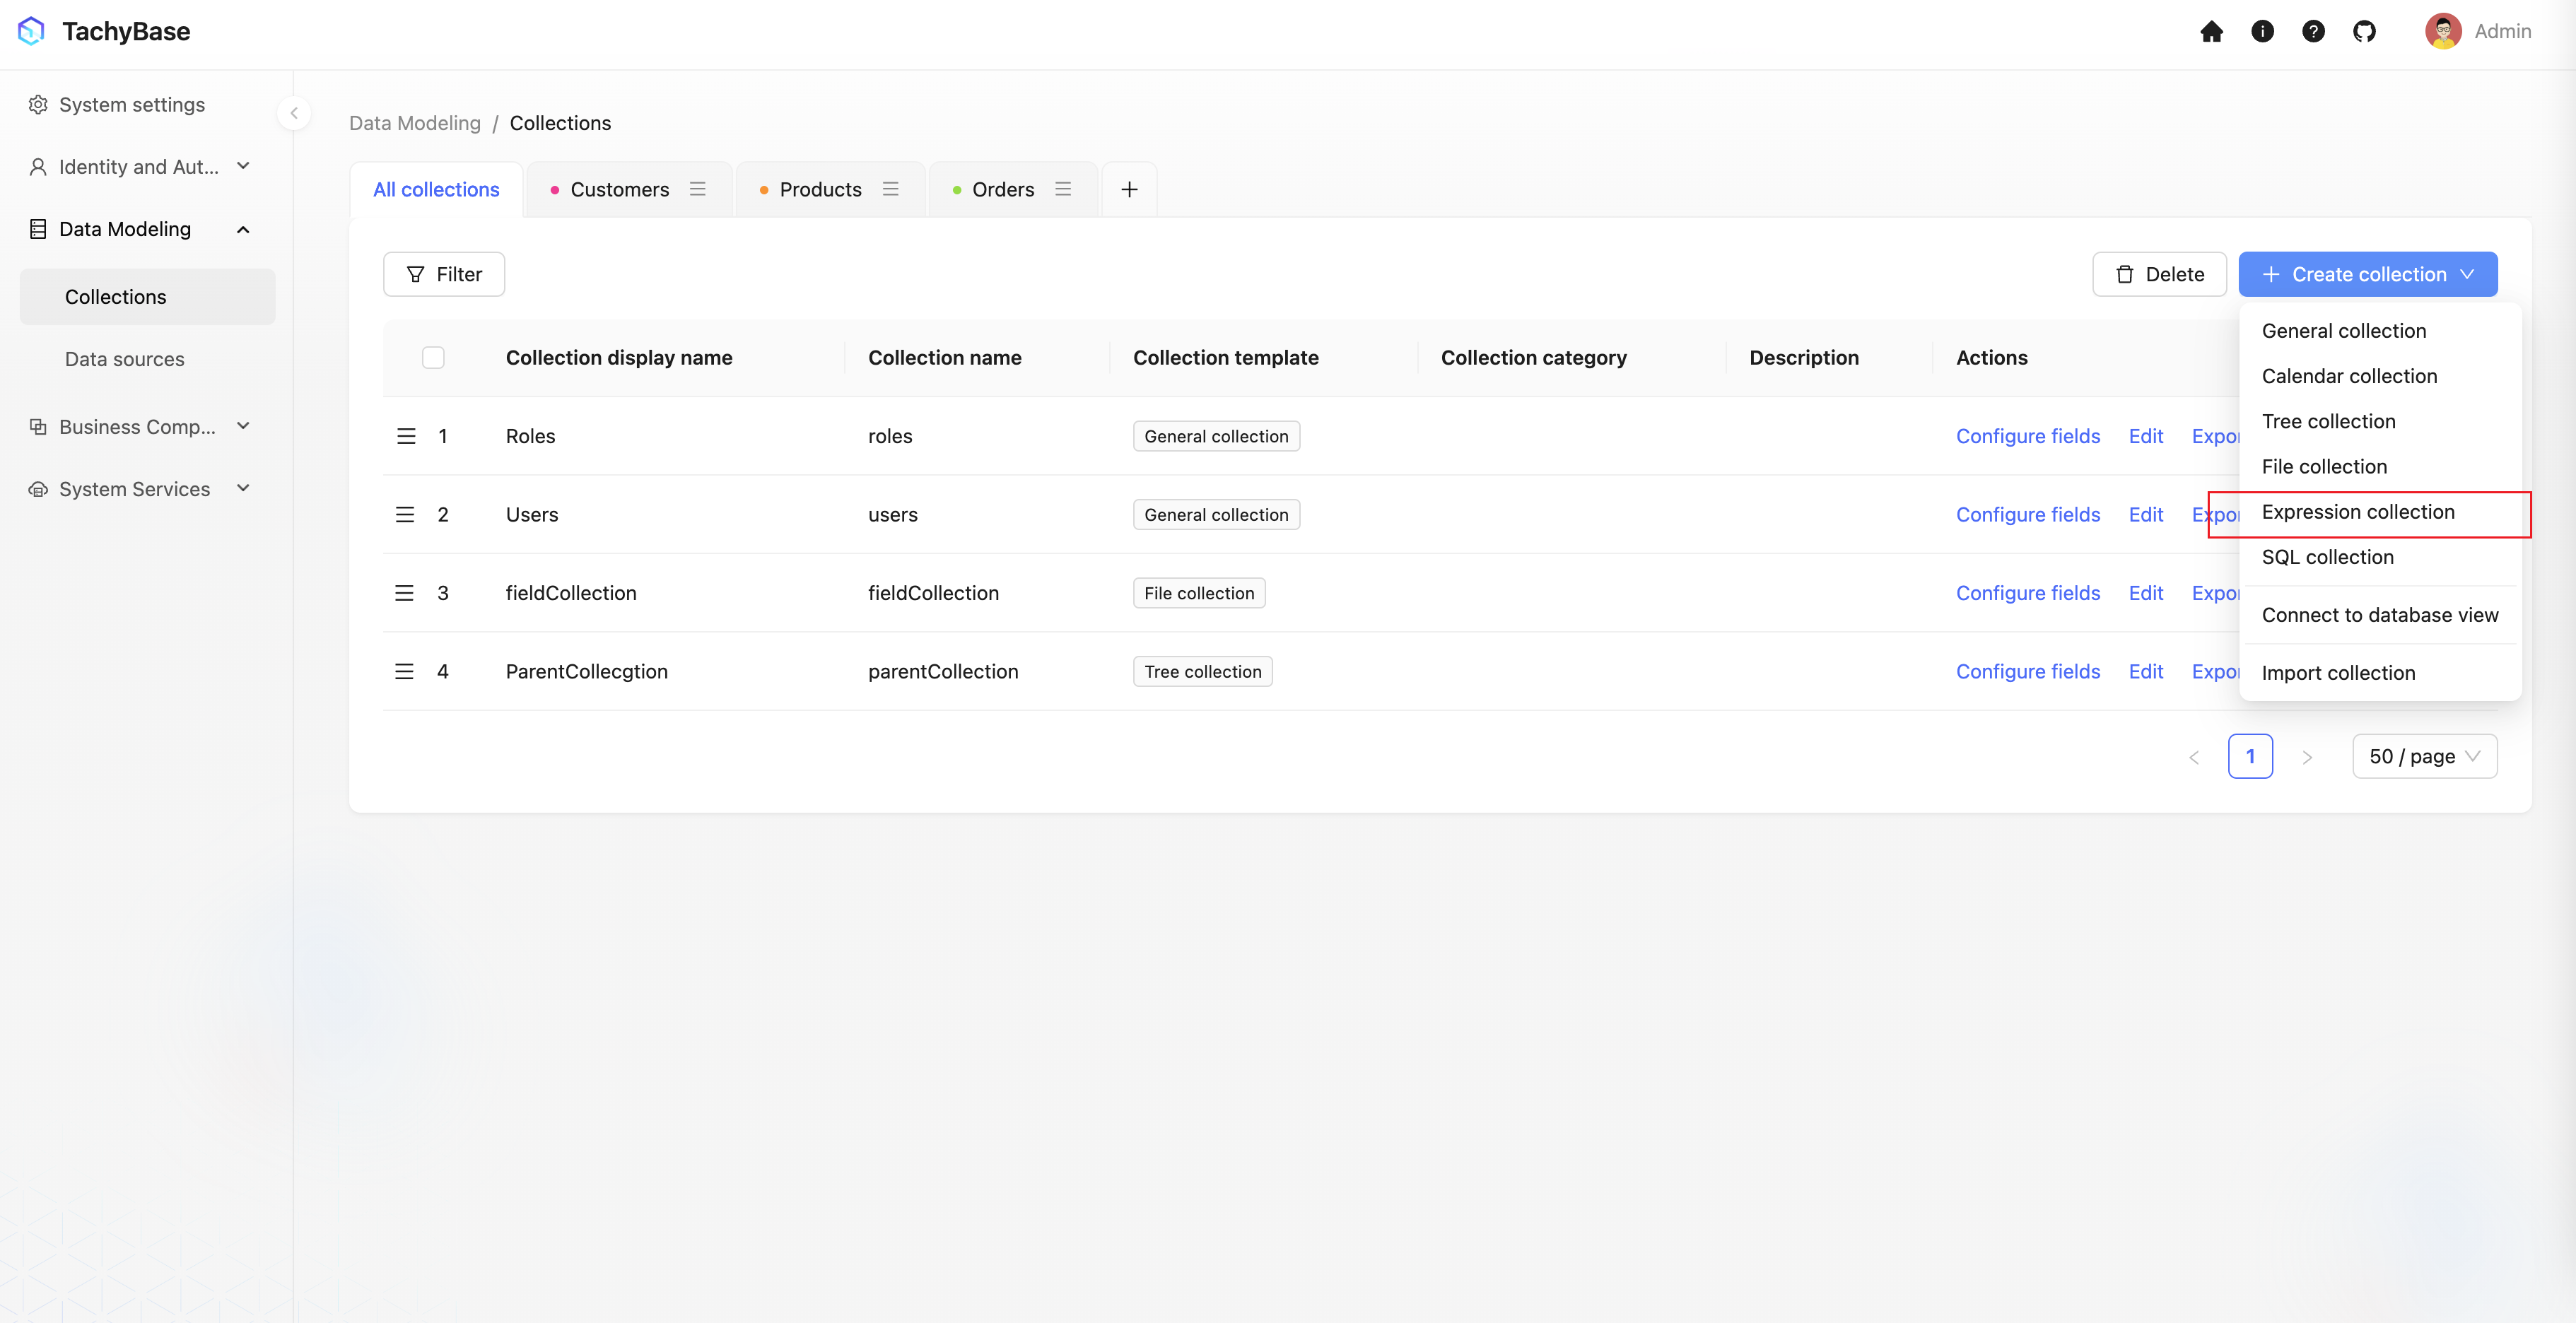 TachyBase
Admin
System settings
Identity and Aut...
Data Modeling
Collections
Data sources
Business Comp...
System Services
Data Modeling / Collections
All collections
Customers
Products
Orders
Filter
Delete
Create collection
General collection
Calendar collection
Tree collection
File collection
Expression collection
SQL collection
Connect to database view
Import collection
Collection display name Collection name Collection template Collection category Description Actions
1 Roles roles General collection Configure fields Edit Expor
2 Users users General collection Configure fields Edit Expor
3 fieldCollection fieldCollection File collection Configure fields Edit Expor
4 ParentCollecgtion parentCollection Tree collection Configure fields Edit Expor
1
50 / page